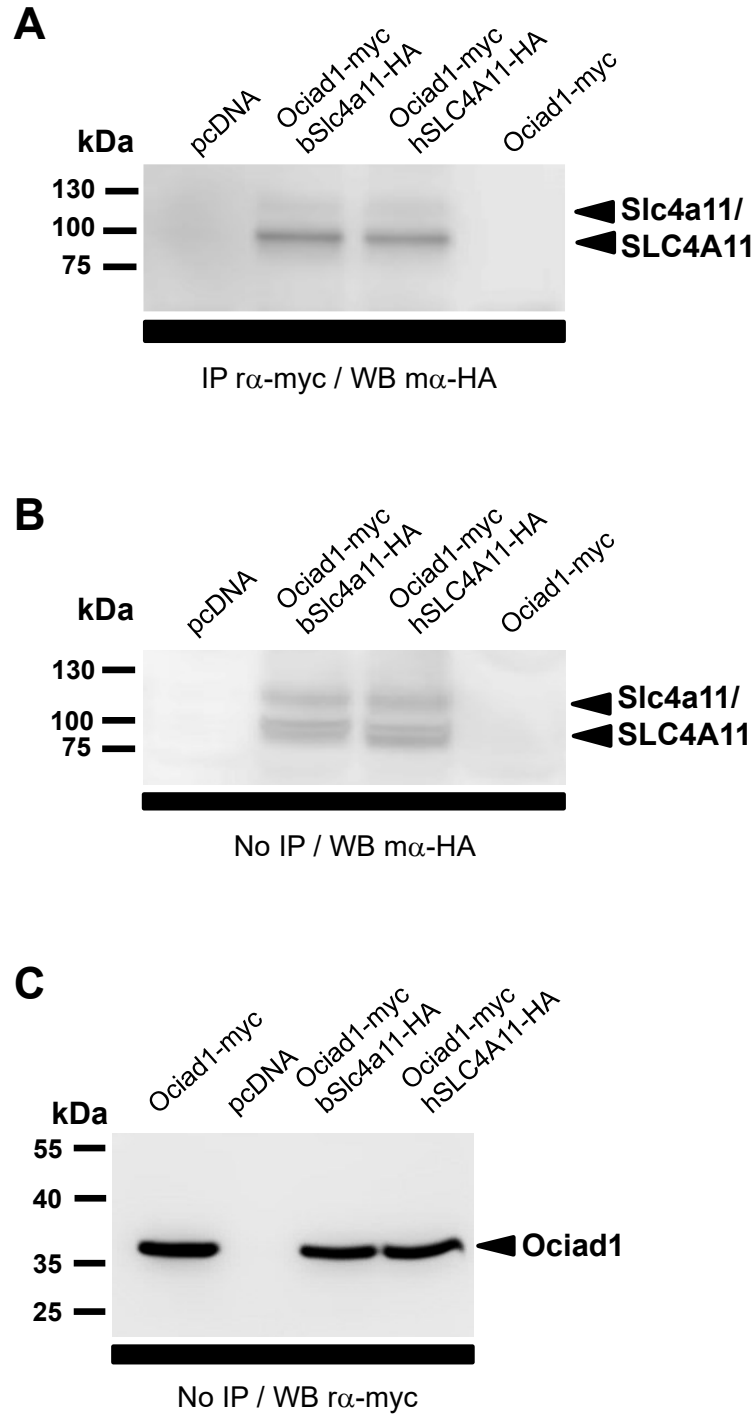 A
pcDNA
Ociad1-myc
bSlc4a11-HA
Ociad1-myc
hSLC4A11-HA
Ociad1-myc
kDa
130
100
75
Slc4a11/
SLC4A11
IP rα-myc / WB mα-HA
B
pcDNA
Ociad1-myc
bSlc4a11-HA
Ociad1-myc
hSLC4A11-HA
Ociad1-myc
kDa
130
100
75
Slc4a11/
SLC4A11
No IP / WB mα-HA
C
Ociad1-myc
pcDNA
Ociad1-myc
bSlc4a11-HA
Ociad1-myc
hSLC4A11-HA
kDa
55
40
35
25
Ociad1
No IP / WB rα-myc